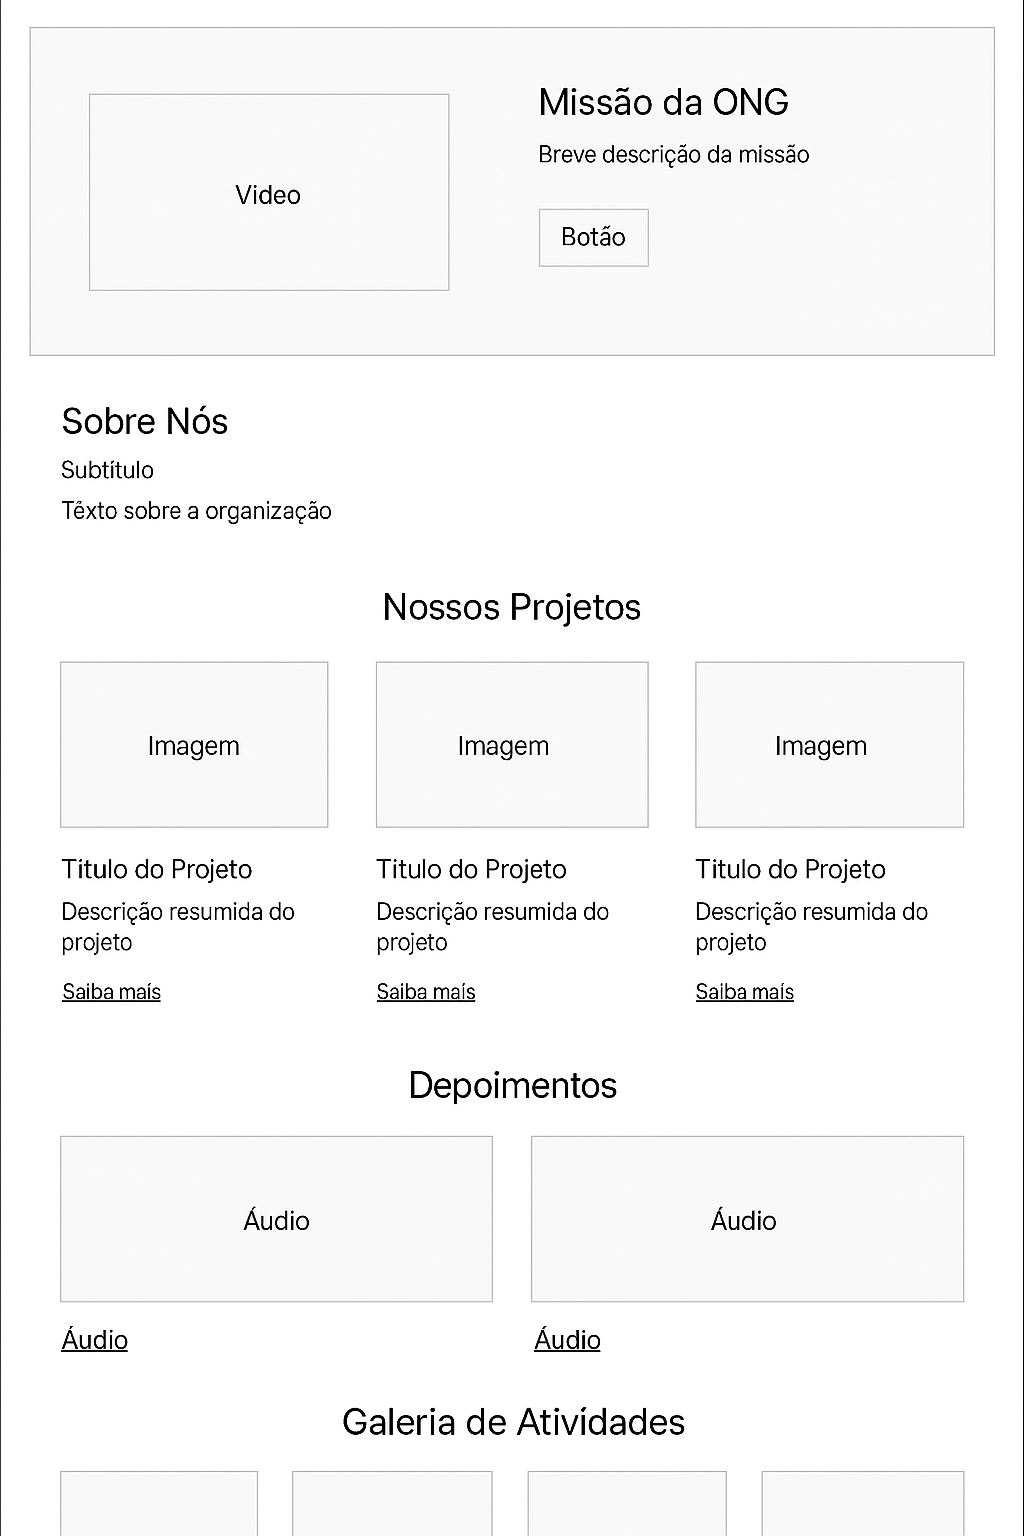 Video
Missão da ONG
Breve descrição da missão
Botão
Sobre Nós
Subtítulo
Tẻxto sobre a organização
Nossos Projetos
Imagem
Imagem
Imagem
Titulo do Projeto
Descrição resumida do
projeto
Saiba maís
Titulo do Projeto
Descrição resumida do
projeto
Saiba maís
Titulo do Projeto
Descrição resumida do
projeto
Saiba maís
Depoimentos
Áudio
Áudio
Áudio
Áudio
Galeria de Ativídades